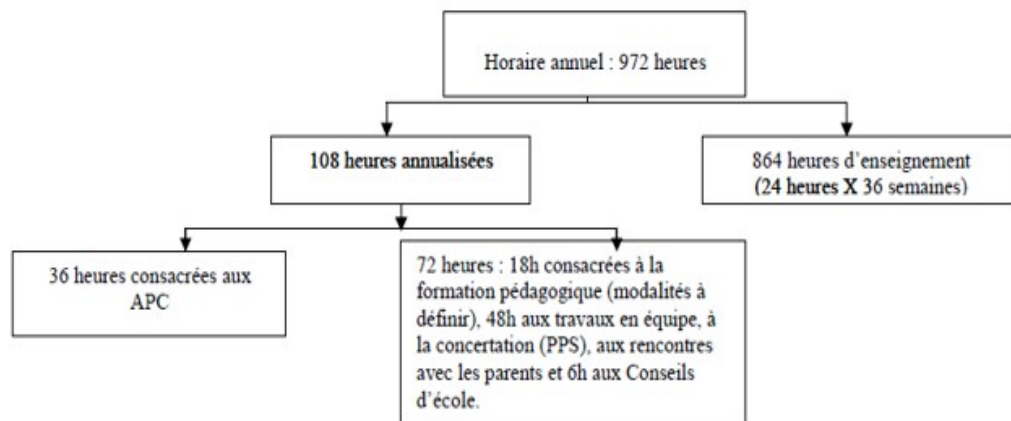 Horaire annuel : 972 heures
108 heures annualisées
864 heures d'enseignement
(24 heures X 36 semaines)
36 heures consacrées aux
APC
72 heures : 18h consacrées à la
formation pédagogique (modalités à
définir), 48h aux travaux en équipe, à
la concertation (PPS), aux rencontres
avec les parents et 6h aux Conseils
d'école.